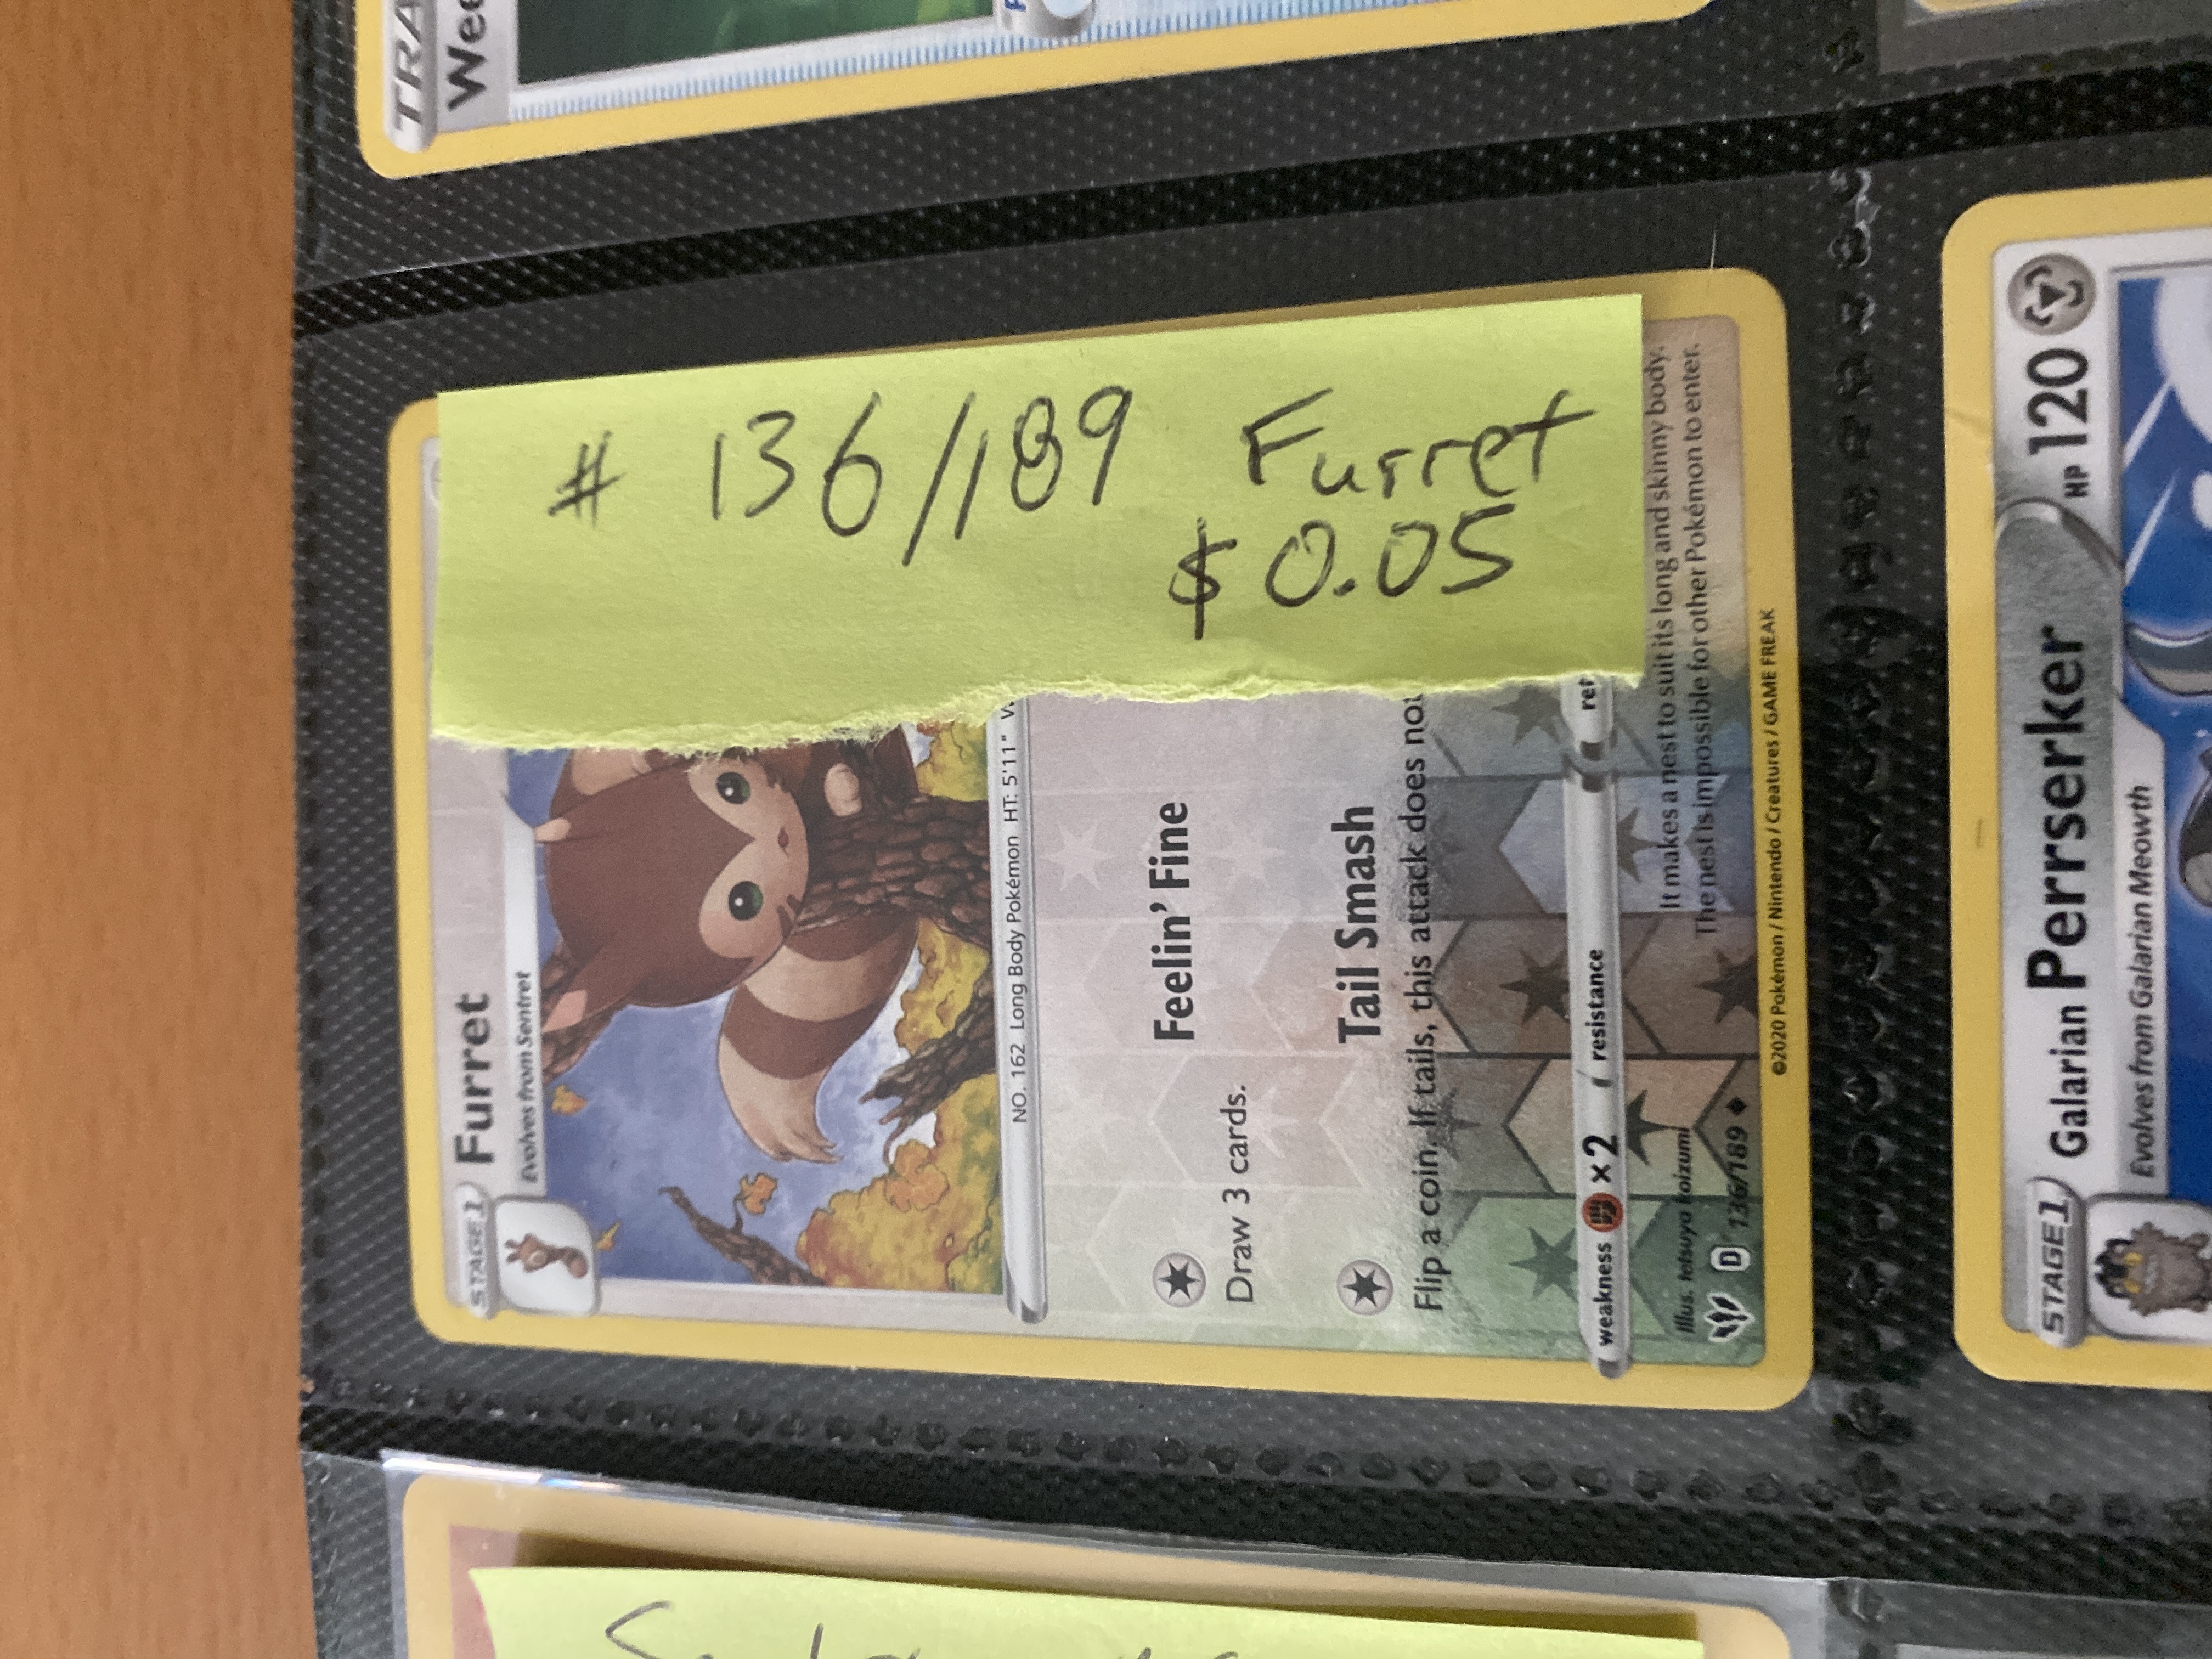 # 136/189 Furret
$ 0.05
STAGE 1
Furret
Evolves from Sentret
NO. 162 Long Body Pokémon HT: 5'11"
Feelin' Fine
Draw 3 cards.
Tail Smash
Flip a coin. If tails, this attack does
weakness ×2 resistance
Illus. tetsuya koizumi
It makes a nest to suit its long and skinny body.
The nest is impossible for other Pokémon to enter.
D 136/189
©2020 Pokémon / Nintendo / Creatures / GAME FREAK
STAGE 1
Galarian Perrserker
HP 120
Evolves from Galarian Meowth